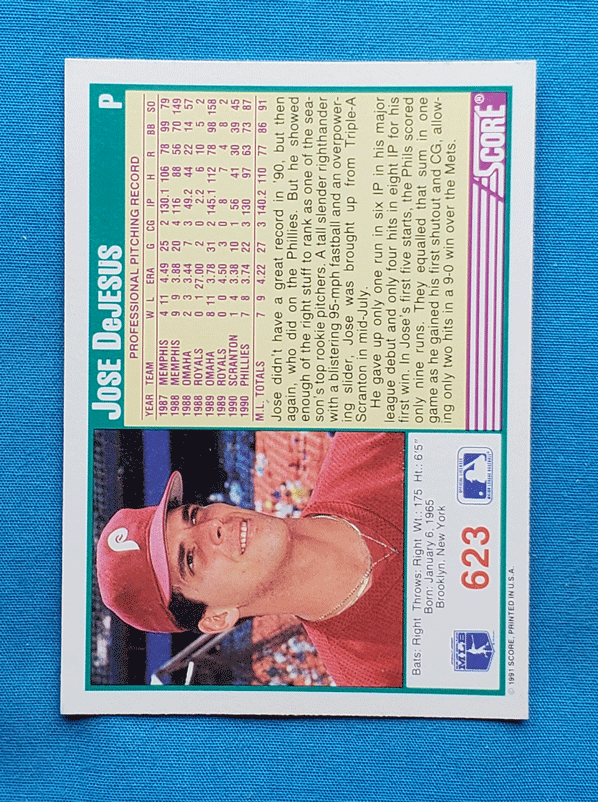 JOSE DeJESUS P
PROFESSIONAL PITCHING RECORD
YEAR TEAM W L ERA G CG IP H R BB SO
1987 MEMPHIS 4 11 4.49 25 2 130.1 106 78 99 79
1988 MEMPHIS 9 9 3.88 20 4 116 88 56 70 149
1988 OMAHA 2 3 3.44 7 3 49.2 44 22 14 57
1988 ROYALS 0 1 27.00 2 0 2.2 6 10 5 2
1989 OMAHA 8 11 3.78 31 2 145.1 112 78 98 158
1989 ROYALS 0 0 4.50 3 0 8 7 4 8 2
1990 SCRANTON 1 4 3.38 10 1 56 41 30 39 45
1990 PHILLIES 7 8 3.74 22 3 130 97 63 73 87
M.L. TOTALS 7 9 4.22 27 3 140.2 110 77 86 91
Jose didn't have a great record in '90, but then
again, who did on the Phillies. But he showed
enough of the right stuff to rank as one of the sea-
son's top rookie pitchers. A tall slender righthander
with a blistering 95-mph fastball and an overpower-
ing slider, Jose was brought up from Triple-A
Scranton in mid-July.
He gave up only one run in six IP in his major
league debut and only four hits in eight IP for his
first win. In Jose's first five starts, the Phils scored
only nine runs. They equalled that sum in one
game as he gained his first shutout and CG, allow-
ing only two hits in a 9-0 win over the Mets.
SCORE®
P
Bats: Right Throws: Right Wt.: 175 Ht.: 6'5"
Born: January 6, 1965
Brooklyn, New York
623
© 1991 SCORE, PRINTED IN U.S.A.